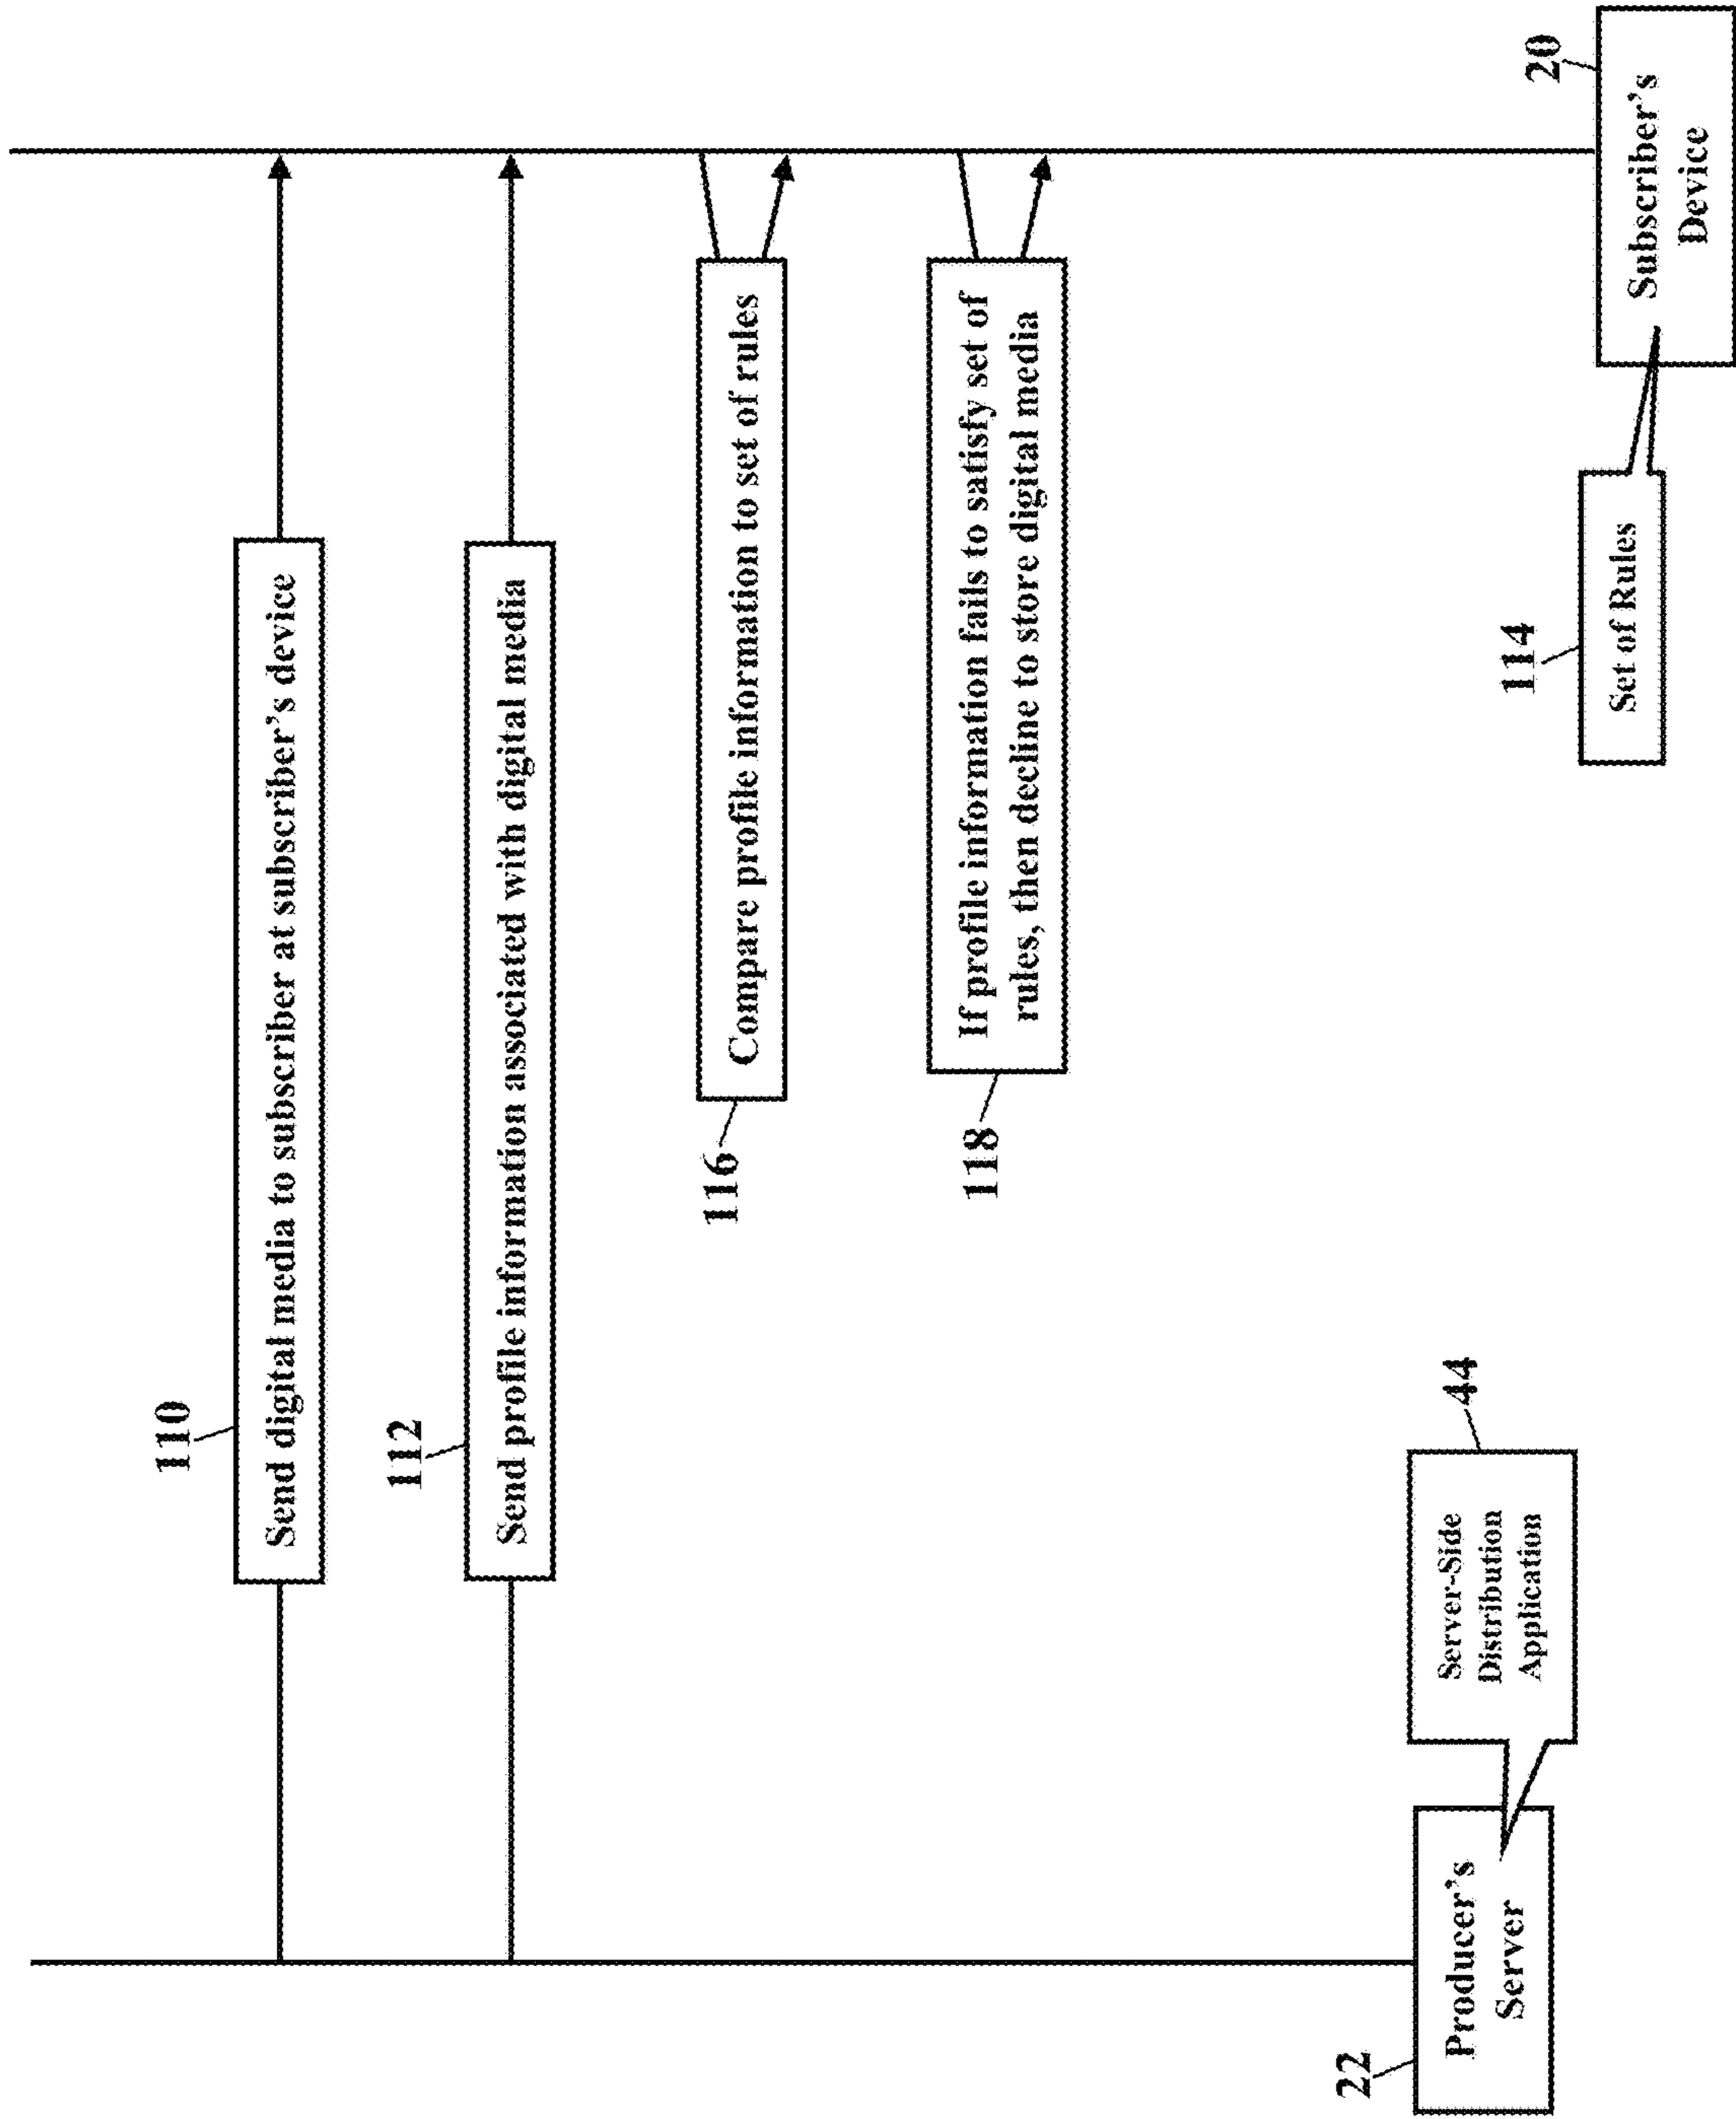 110
Send digital media to subscriber at subscriber's device
112
Send profile information associated with digital media
116
Compare profile information to set of rules
118
If profile information fails to satisfy set of
rules, then decline to store digital media
22
Producer's
Server
44
Server-Side
Distribution
Application
114
Set of Rules
20
Subscriber's
Device